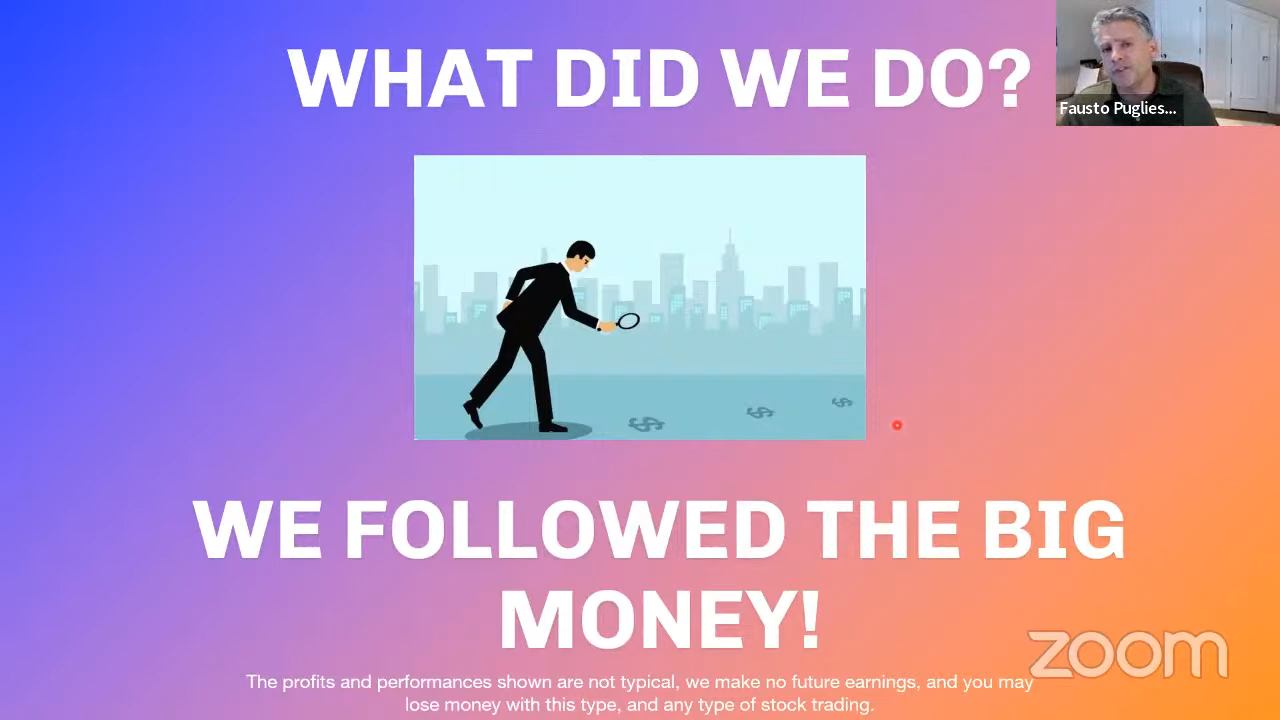 WHAT DID WE DO?
Fausto Puglies...
WE FOLLOWED THE BIG
MONEY!
zoom
The profits and performances shown are not typical, we make no future earnings, and you may
lose money with this type, and any type of stock trading.